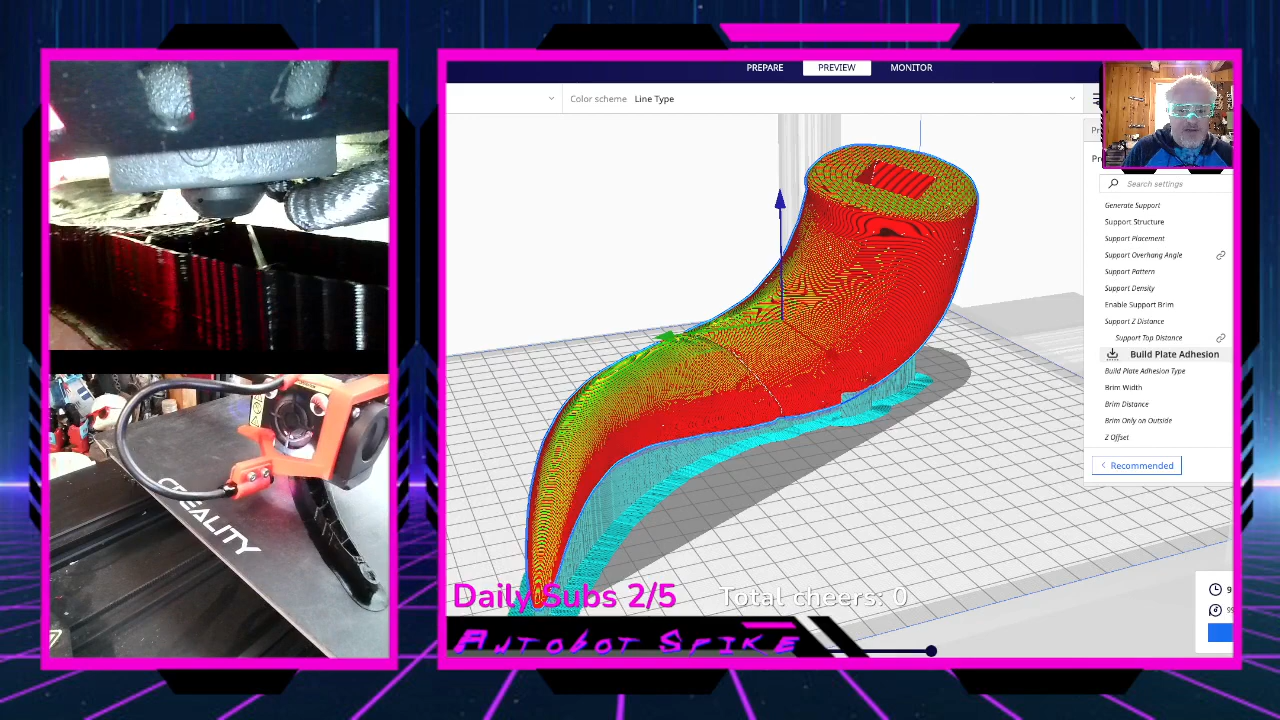 PREPARE PREVIEW MONITOR
Color scheme Line Type
Search settings
Generate Support
Support Structure
Support Placement
Support Overhang Angle
Support Pattern
Support Density
Enable Support Brim
Support Z Distance
Support Top Distance
Build Plate Adhesion
Build Plate Adhesion Type
Brim Width
Brim Distance
Brim Only on Outside
Z Offset
Recommended
CREALITY
Daily Subs 2/5
Total cheers: 0
Autobot Spike